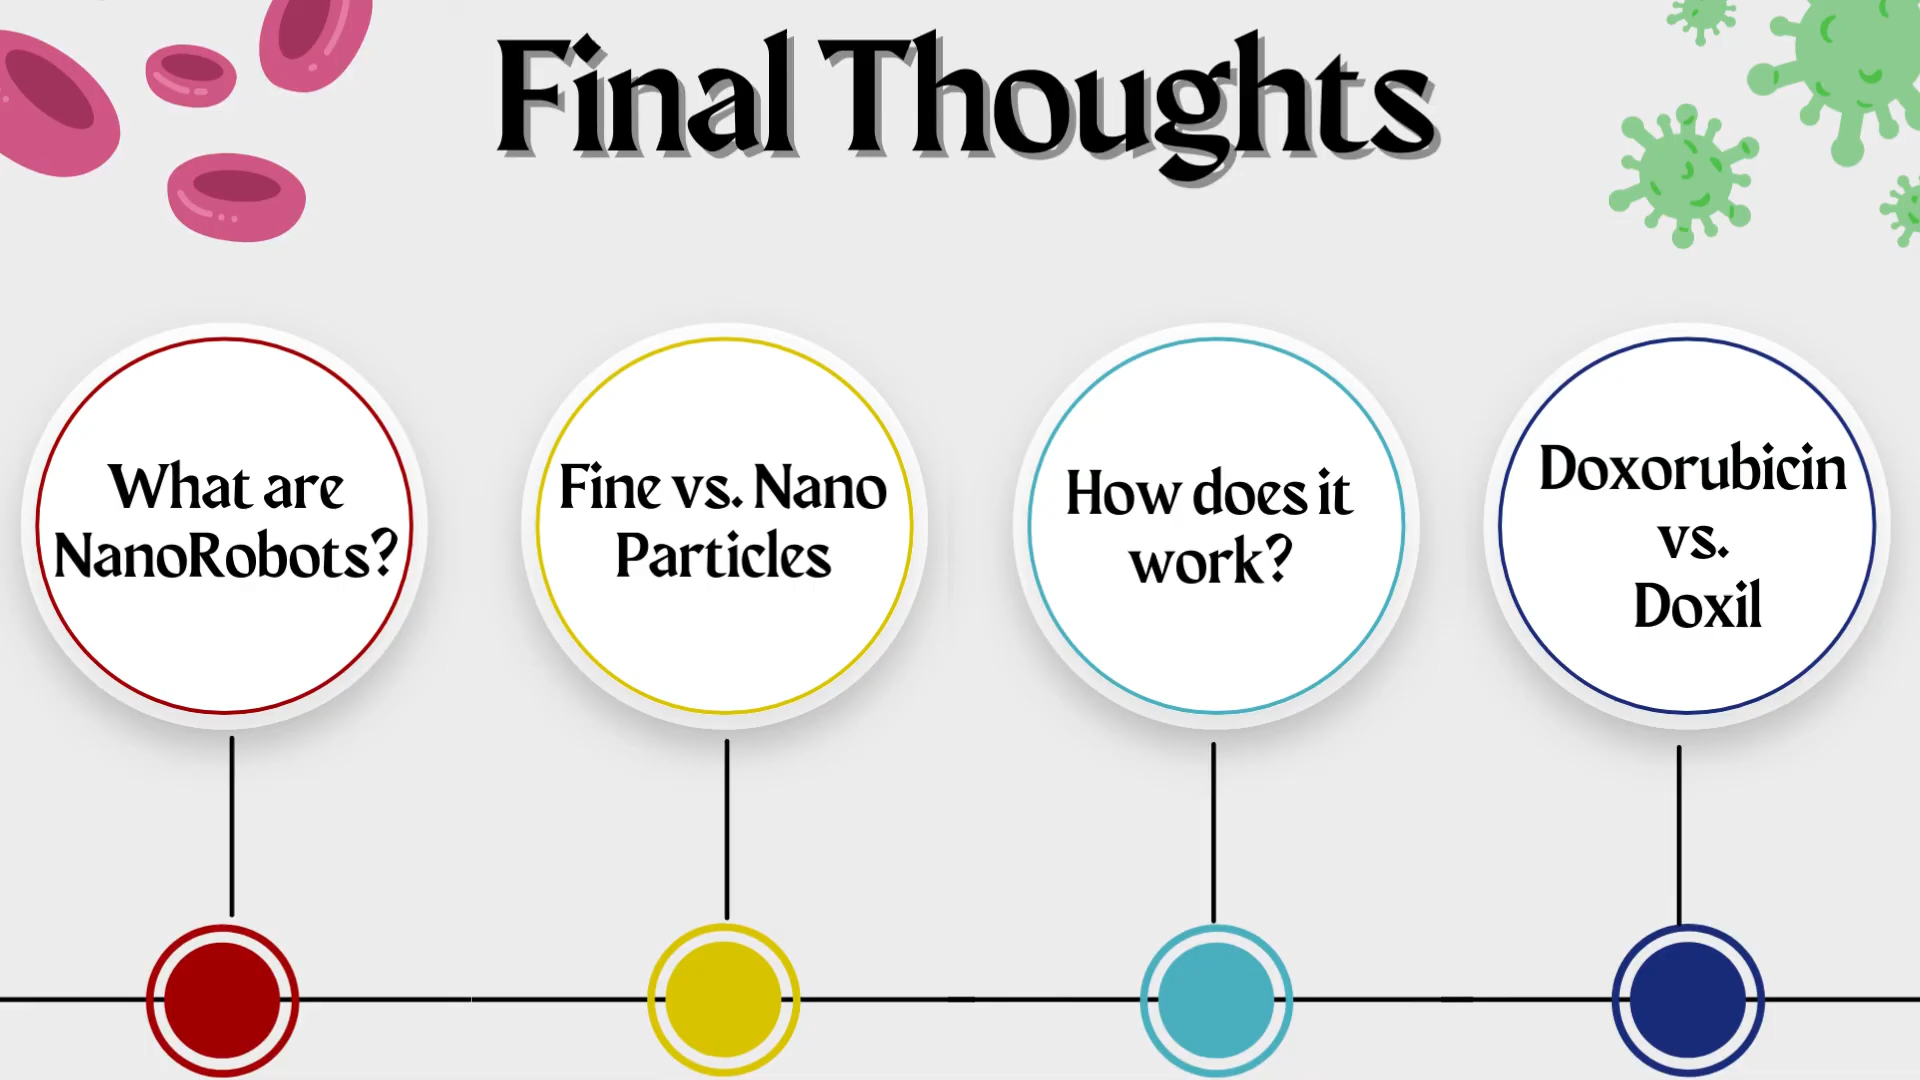 Final Thoughts
What are
NanoRobots?
Fine vs. Nano
Particles
How does it
work?
Doxorubicin
vs.
Doxil